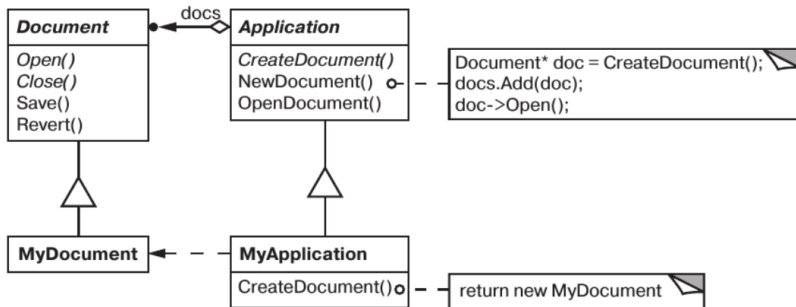 docs
Document
Open()
Close()
Save()
Revert()
Application
CreateDocument()
NewDocument()
OpenDocument()
Document* doc = CreateDocument();
docs.Add(doc);
doc->Open();
MyDocument
MyApplication
CreateDocument()
return new MyDocument